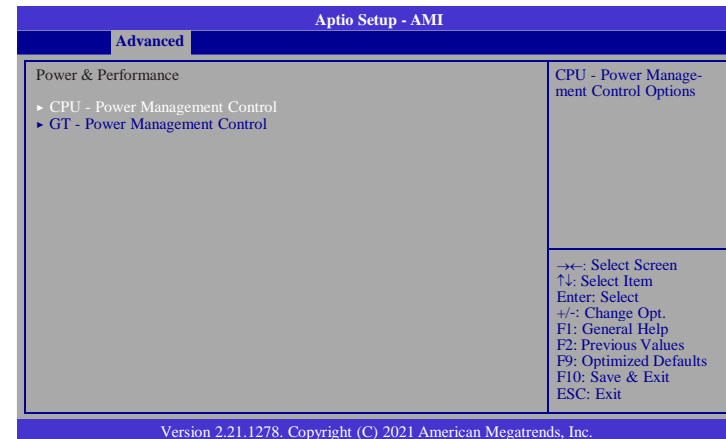 Aptio Setup - AMI
Advanced
Power & Performance
▸ CPU - Power Management Control
▸ GT - Power Management Control
CPU - Power Manage-
ment Control Options
→←: Select Screen
↑↓: Select Item
Enter: Select
+/-: Change Opt.
F1: General Help
F2: Previous Values
F9: Optimized Defaults
F10: Save & Exit
ESC: Exit
Version 2.21.1278. Copyright (C) 2021 American Megatrends, Inc.